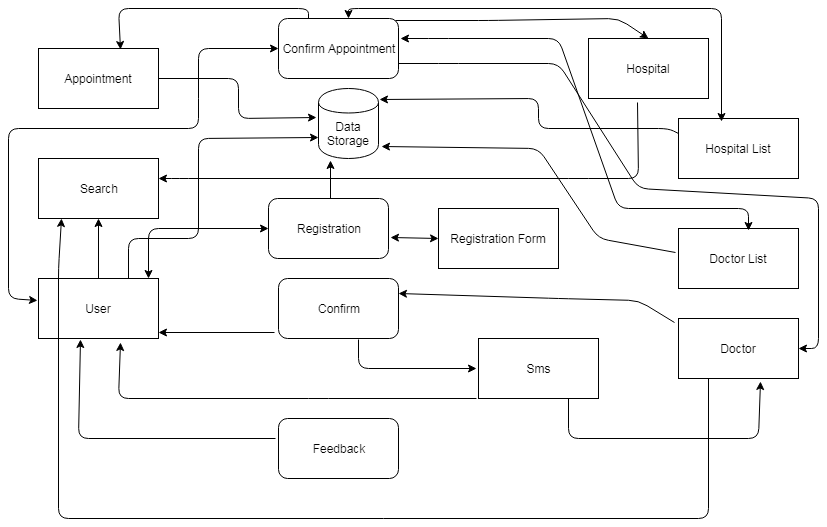 Confirm Appointment
Hospital
Appointment
Data
Storage
Hospital List
Search
Registration
Registration Form
Doctor List
User
Confirm
Doctor
Sms
Feedback